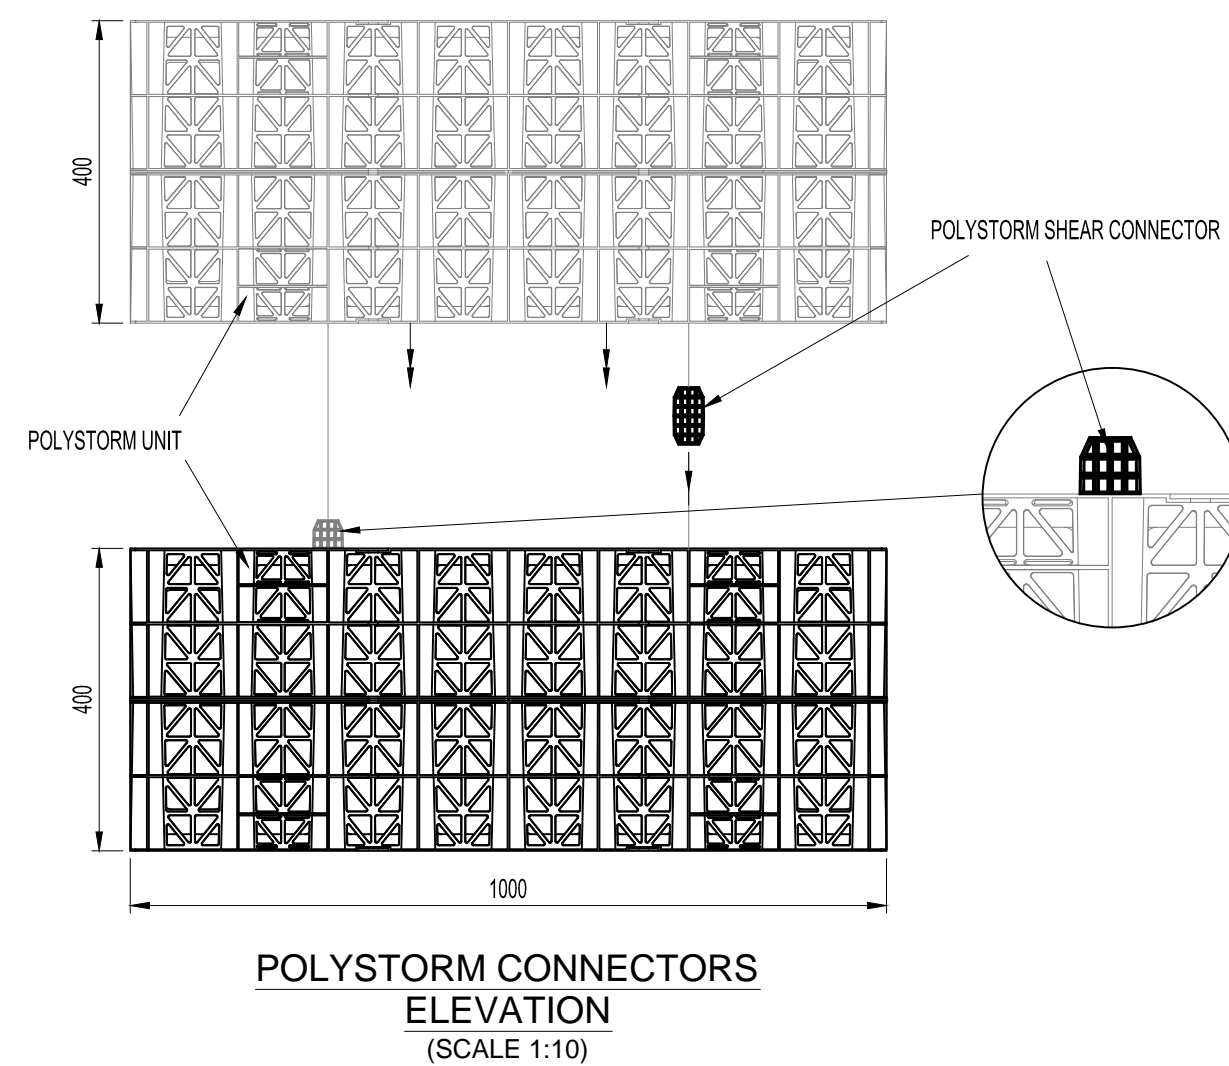 400
POLYSTORM SHEAR CONNECTOR
POLYSTORM UNIT
400
1000
POLYSTORM CONNECTORS
ELEVATION
(SCALE 1:10)